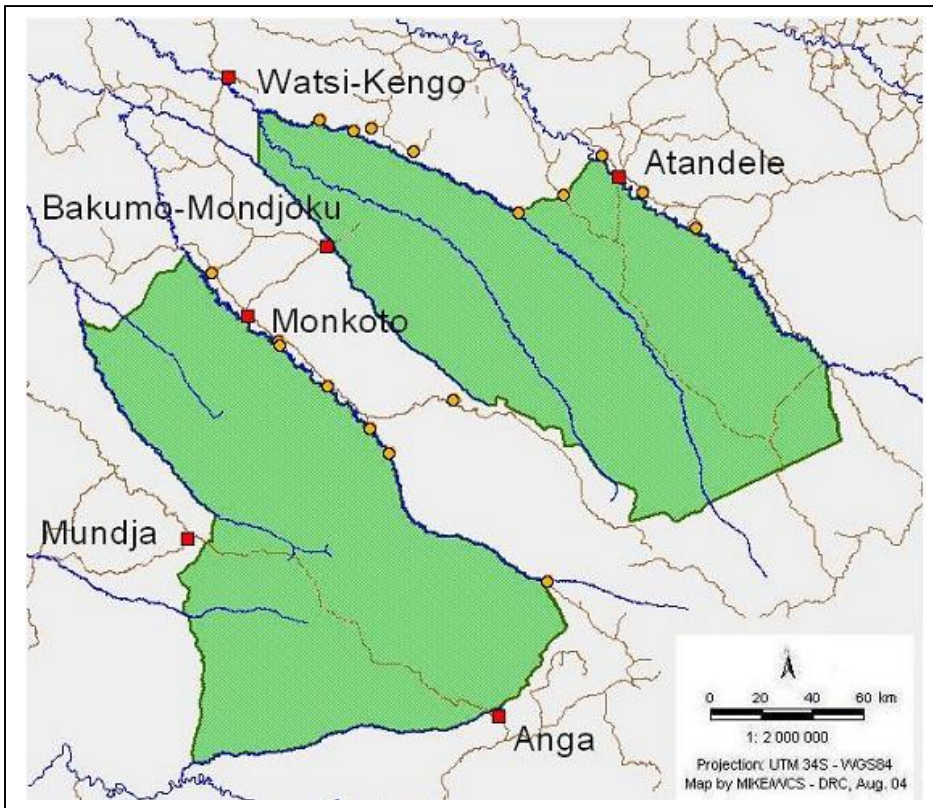 Watsi-Kengo
Atandele
Bakumo-Mondjoku
Monkoto
Mundja
Anga
0 20 40 60 km
1: 2 000 000
Projection: UTM 34S - WGS84
Map by MIKE/WCS - DRC, Aug. 04